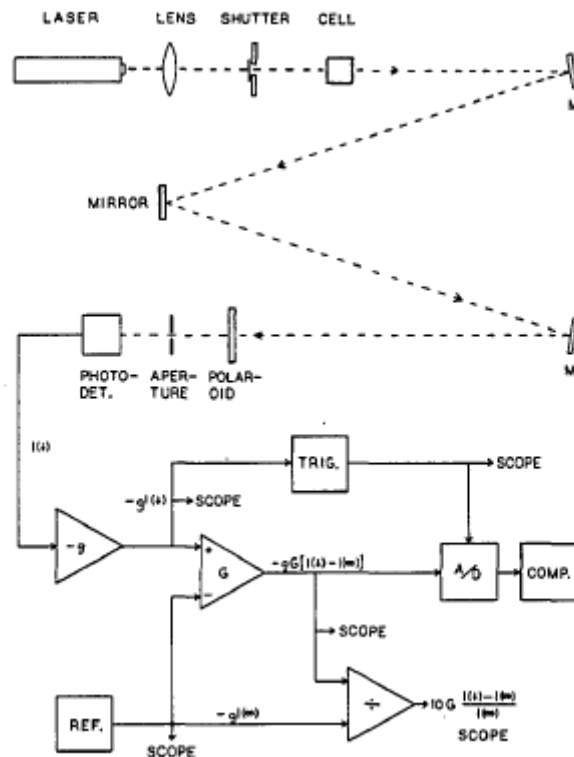 LASER LENS SHUTTER CELL
M
MIRROR
M
PHOTO-
DET.
APER-
TURE
POLAR-
OID
I(t)
-gI(t)
SCOPE
TRIG.
SCOPE
-g
+
G
−
-gG[I(t)-I(∞)]
A/D
COMP.
SCOPE
REF.
-gI(∞)
SCOPE
÷
10G I(t)-I(∞)
I(∞)
SCOPE